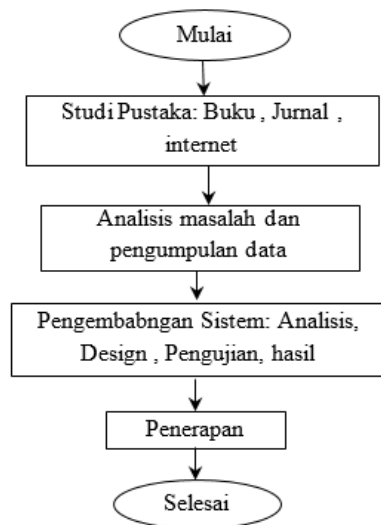 Mulai
Studi Pustaka: Buku , Jurnal ,
internet
Analisis masalah dan
pengumpulan data
Pengembabngan Sistem: Analisis,
Design , Pengujian, hasil
Penerapan
Selesai